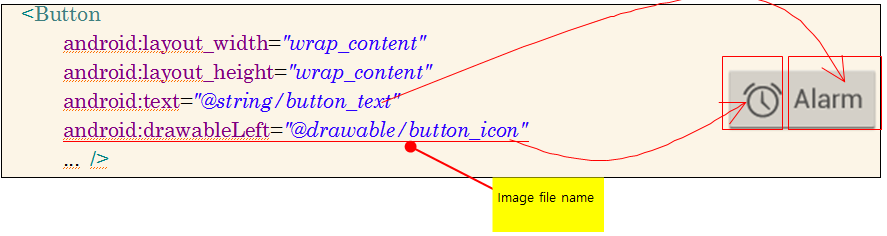 <Button
android:layout_width="wrap_content"
android:layout_height="wrap_content"
android:text="@string/button_text"
android:drawableLeft="@drawable/button_icon"
... />
Alarm
Image file name